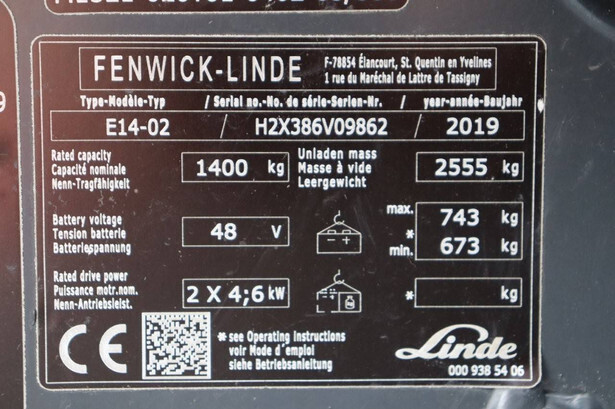 FENWICK-LINDE
F-78854 Élancourt, St. Quentin en Yvelines
1 rue du Maréchal de Lattre de Tassigny
Type-Modèle-Typ / Serial no.-No. de série-Serien-Nr. / year-année-Baujahr
E14-02 / H2X386V09862 / 2019
Rated capacity
Capacité nominale
Nenn-Tragfähigkeit
1400 kg
Unladen mass
Masse à vide
Leergewicht
2555 kg
Battery voltage
Tension batterie
Batteriespannung
48 V
- +
max. 743 kg
*
min. 673 kg
Rated drive power
Puissance motr.nom.
Nenn-Antriebsleist.
2 X 4;6 kW
* kg
CE
* see Operating Instructions
voir Mode d'emploi
siehe Betriebsanleitung
Linde
000 938 54 06